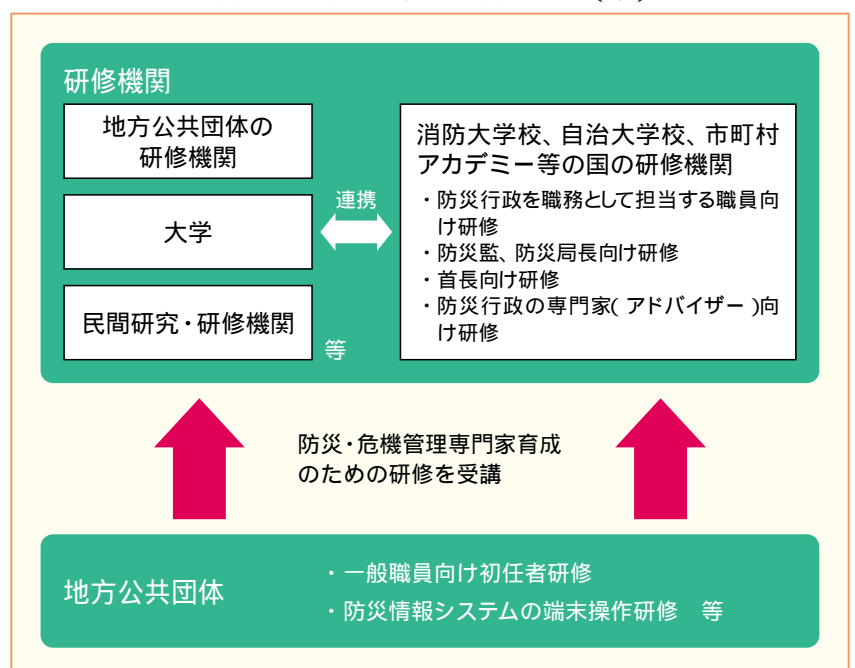 研修機関
地方公共団体の
研修機関
大学
民間研究・研修機関
等
連携
消防大学校、自治大学校、市町村
アカデミー等の国の研修機関
・防災行政を職務として担当する職員向
け研修
・防災監、防災局長向け研修
・首長向け研修
・防災行政の専門家(アドバイザー)向
け研修
防災・危機管理専門家育成
のための研修を受講
地方公共団体
・一般職員向け初任者研修
・防災情報システムの端末操作研修　等